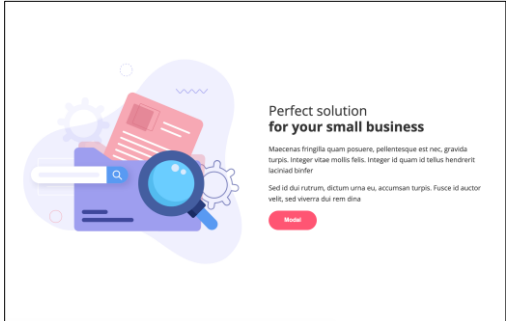 Perfect solution
for your small business
Maecenas fringilla quam posuere, pellentesque est nec, gravida
turpis. Integer vitae mollis felis. Integer id quam id tellus hendrerit
laciniad binfer
Sed id dui rutrum, dictum urna eu, accumsan turpis. Fusce id auctor
velit, sed viverra dui rem dina
Modal